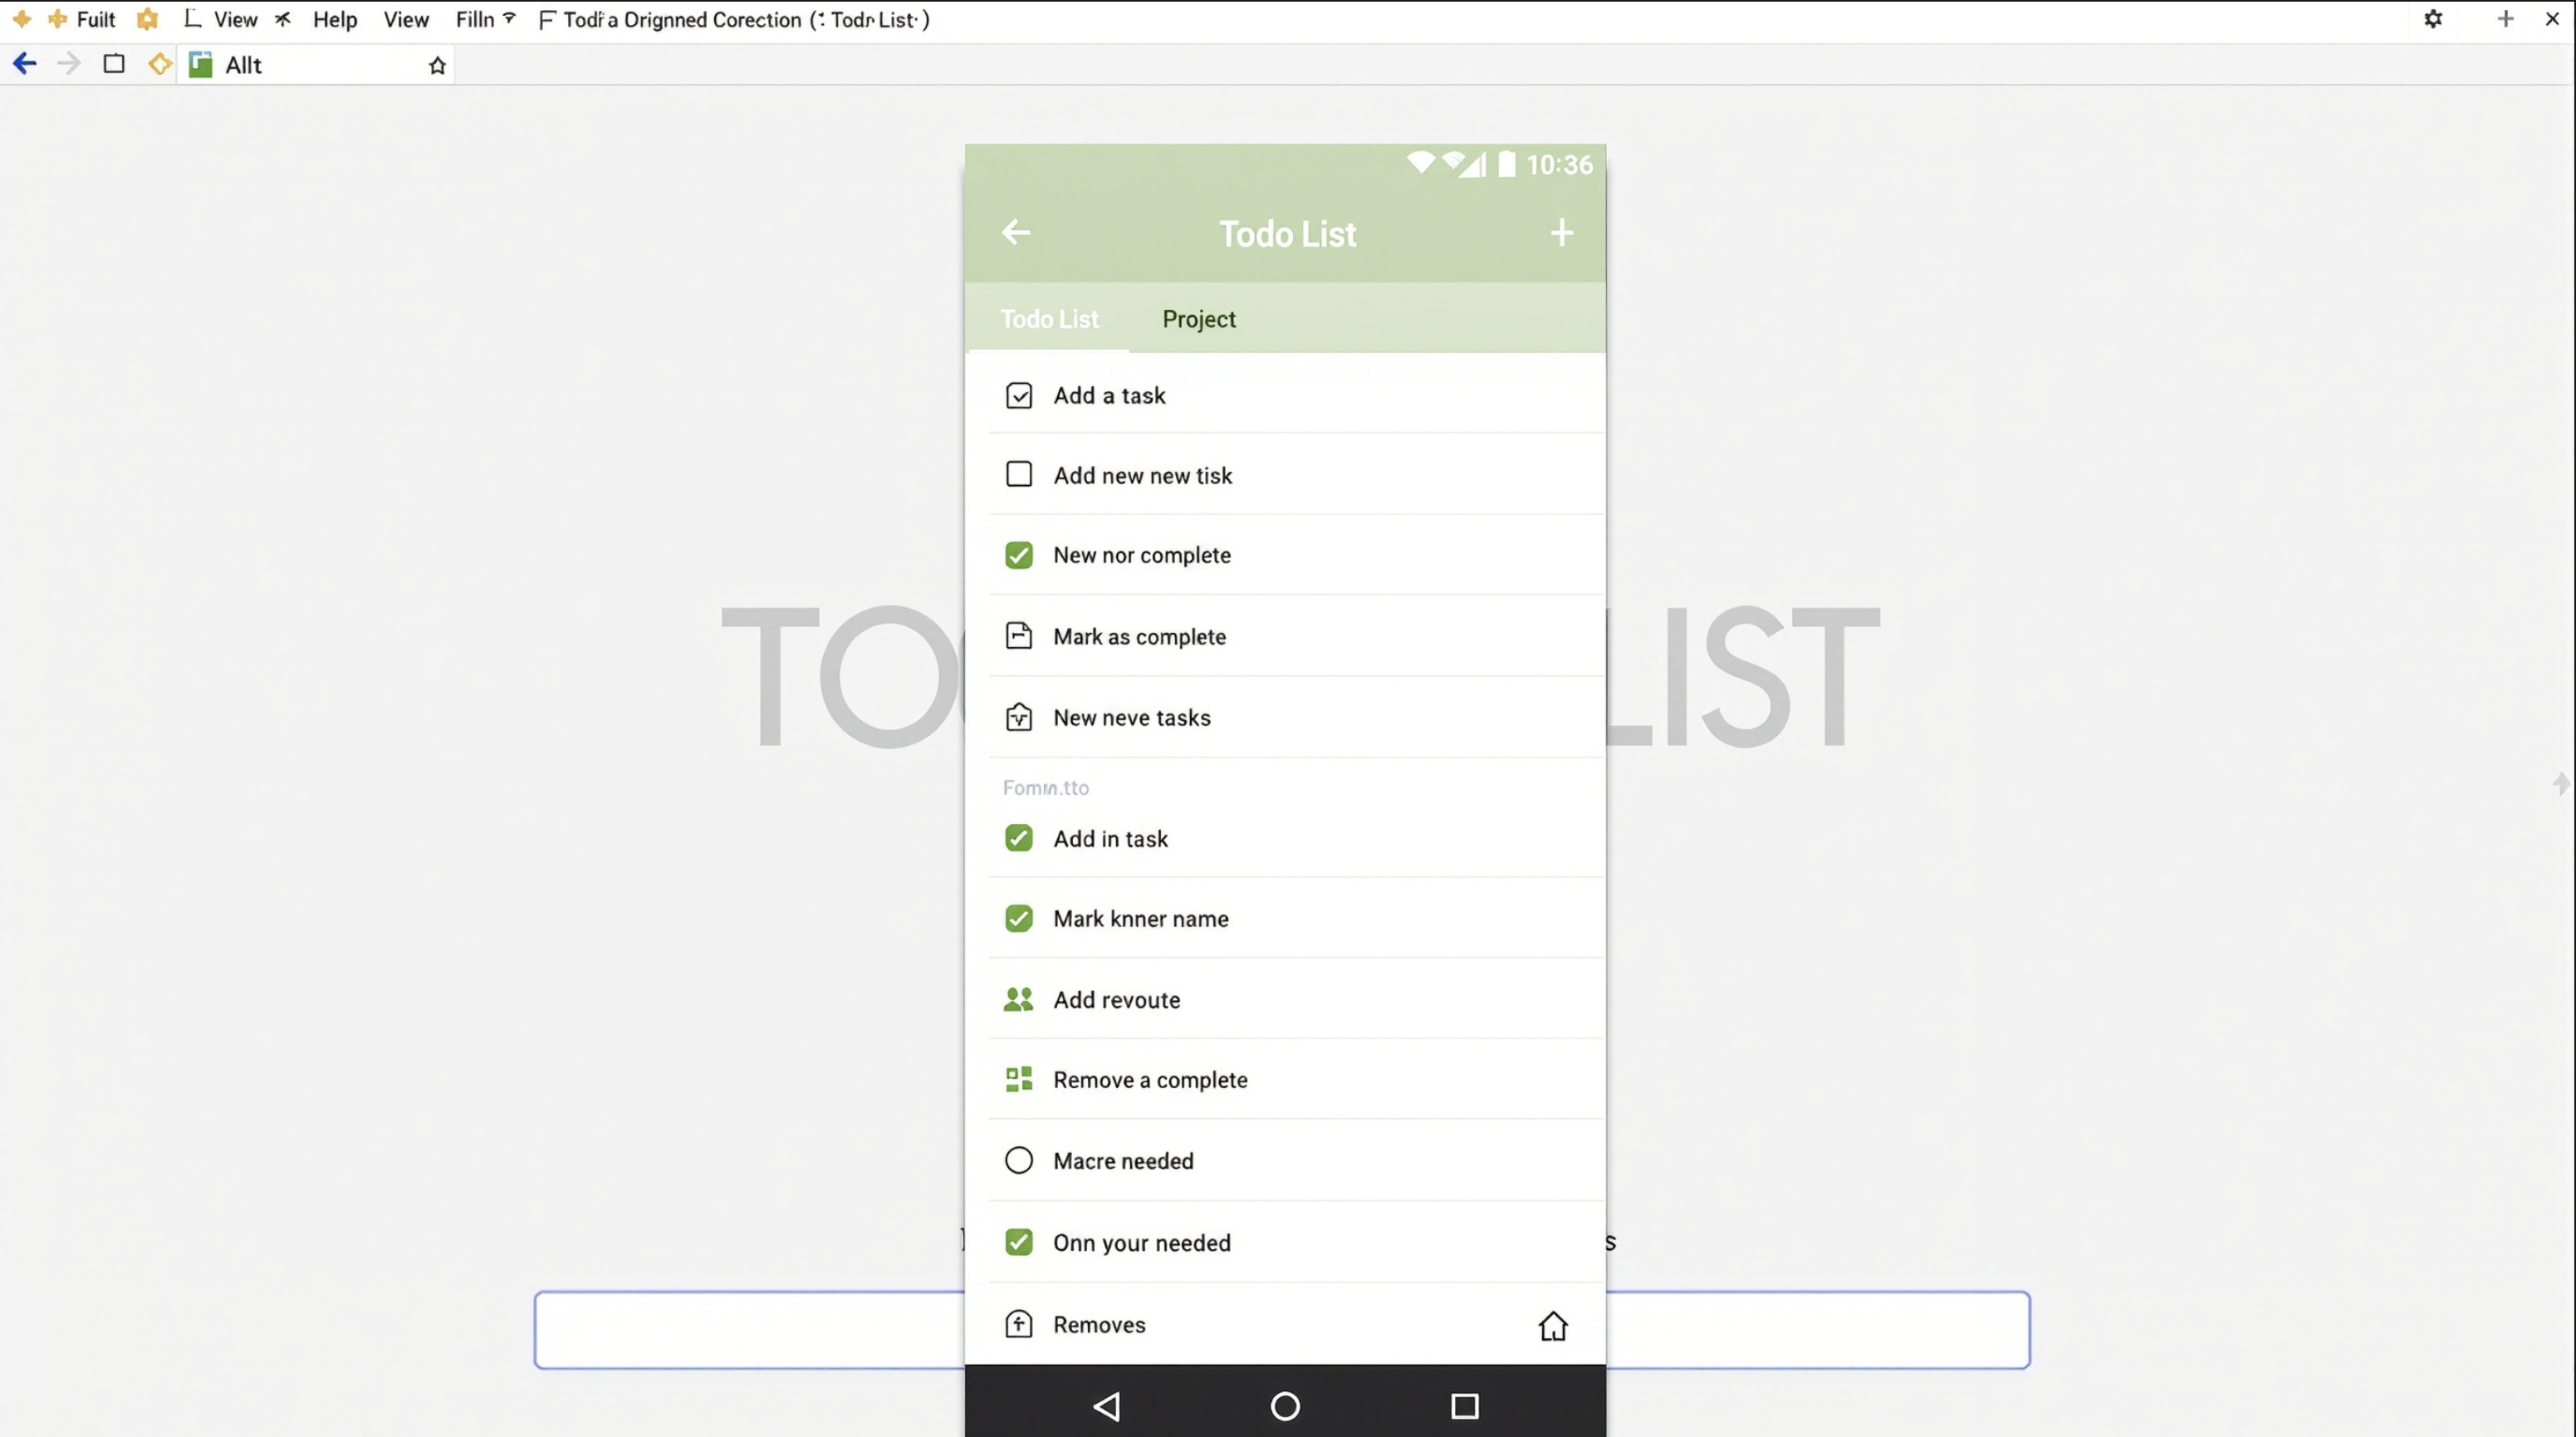 Fuilt View Help View Filln Todi a Orignned Corection (: Todr List·)
Allt
10:36
Todo List
Todo List Project
Add a task
Add new new tisk
New nor complete
Mark as complete
New neve tasks
TO LIST
Fomm.tto
Add in task
Mark knner name
Add revoute
Remove a complete
Macre needed
Onn your needed
s
Removes